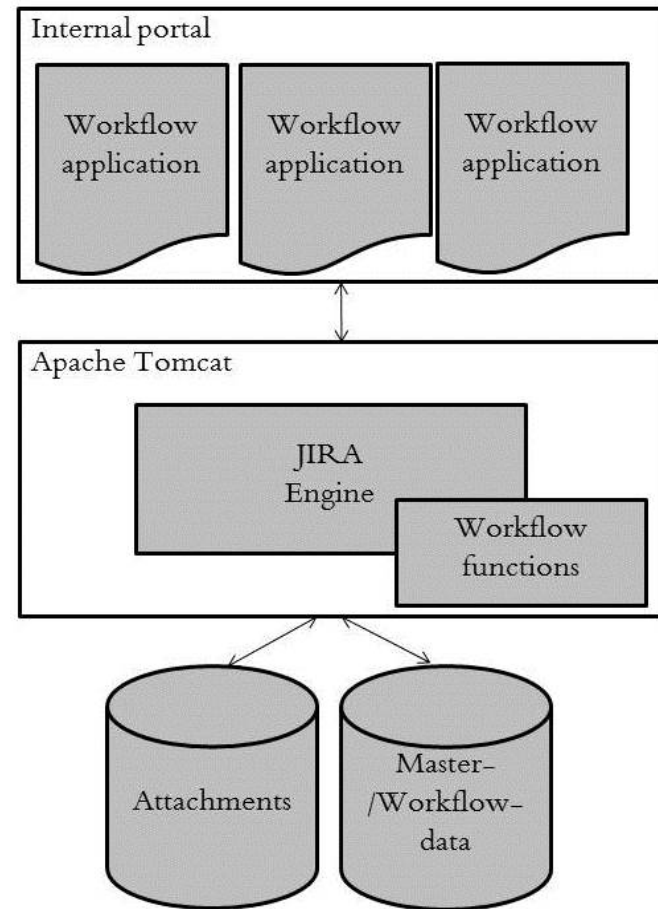 Internal portal
Workflow
application
Workflow
application
Workflow
application
Apache Tomcat
JIRA
Engine
Workflow
functions
Attachments
Master-
/Workflow-
data